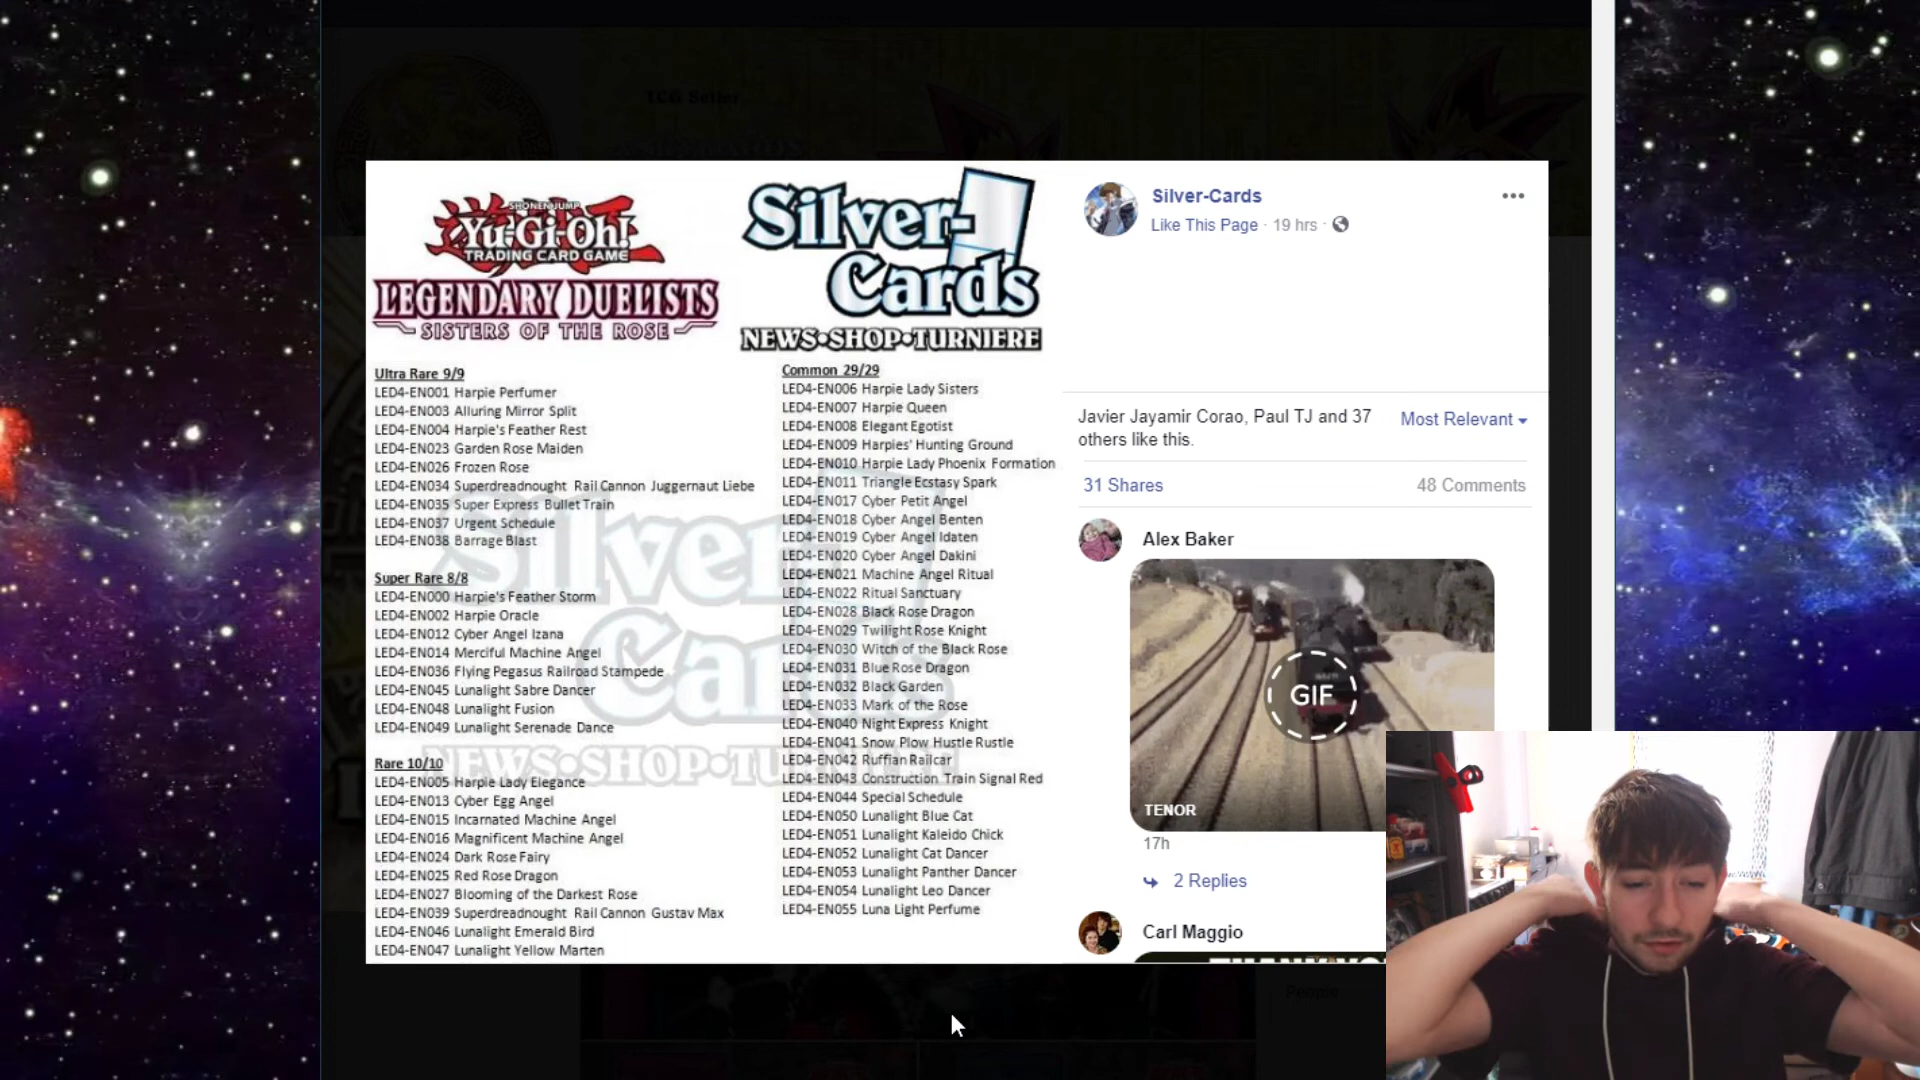 TCG Seller
SHONEN JUMP
Yu-Gi-Oh!
TRADING CARD GAME
LEGENDARY DUELISTS
SISTERS OF THE ROSE
Silver-
Cards
NEWS•SHOP•TURNIERE
Ultra Rare 9/9
LED4-EN001 Harpie Perfumer
LED4-EN003 Alluring Mirror Split
LED4-EN004 Harpie's Feather Rest
LED4-EN023 Garden Rose Maiden
LED4-EN026 Frozen Rose
LED4-EN034 Superdreadnought Rail Cannon Juggernaut Liebe
LED4-EN035 Super Express Bullet Train
LED4-EN037 Urgent Schedule
LED4-EN038 Barrage Blast
Super Rare 8/8
LED4-EN000 Harpie's Feather Storm
LED4-EN002 Harpie Oracle
LED4-EN012 Cyber Angel Izana
LED4-EN014 Merciful Machine Angel
LED4-EN036 Flying Pegasus Railroad Stampede
LED4-EN045 Lunalight Sabre Dancer
LED4-EN048 Lunalight Fusion
LED4-EN049 Lunalight Serenade Dance
Rare 10/10
LED4-EN005 Harpie Lady Elegance
LED4-EN013 Cyber Egg Angel
LED4-EN015 Incarnated Machine Angel
LED4-EN016 Magnificent Machine Angel
LED4-EN024 Dark Rose Fairy
LED4-EN025 Red Rose Dragon
LED4-EN027 Blooming of the Darkest Rose
LED4-EN039 Superdreadnought Rail Cannon Gustav Max
LED4-EN046 Lunalight Emerald Bird
LED4-EN047 Lunalight Yellow Marten
Common 29/29
LED4-EN006 Harpie Lady Sisters
LED4-EN007 Harpie Queen
LED4-EN008 Elegant Egotist
LED4-EN009 Harpies' Hunting Ground
LED4-EN010 Harpie Lady Phoenix Formation
LED4-EN011 Triangle Ecstasy Spark
LED4-EN017 Cyber Petit Angel
LED4-EN018 Cyber Angel Benten
LED4-EN019 Cyber Angel Idaten
LED4-EN020 Cyber Angel Dakini
LED4-EN021 Machine Angel Ritual
LED4-EN022 Ritual Sanctuary
LED4-EN028 Black Rose Dragon
LED4-EN029 Twilight Rose Knight
LED4-EN030 Witch of the Black Rose
LED4-EN031 Blue Rose Dragon
LED4-EN032 Black Garden
LED4-EN033 Mark of the Rose
LED4-EN040 Night Express Knight
LED4-EN041 Snow Plow Hustle Rustle
LED4-EN042 Ruffian Railcar
LED4-EN043 Construction Train Signal Red
LED4-EN044 Special Schedule
LED4-EN050 Lunalight Blue Cat
LED4-EN051 Lunalight Kaleido Chick
LED4-EN052 Lunalight Cat Dancer
LED4-EN053 Lunalight Panther Dancer
LED4-EN054 Lunalight Leo Dancer
LED4-EN055 Luna Light Perfume
Silver
Cards
NEWS•SHOP•TU
Silver-Cards
Like This Page · 19 hrs ·
Javier Jayamir Corao, Paul TJ and 37
others like this.
Most Relevant
31 Shares
48 Comments
Alex Baker
GIF
TENOR
17h
2 Replies
Carl Maggio
People